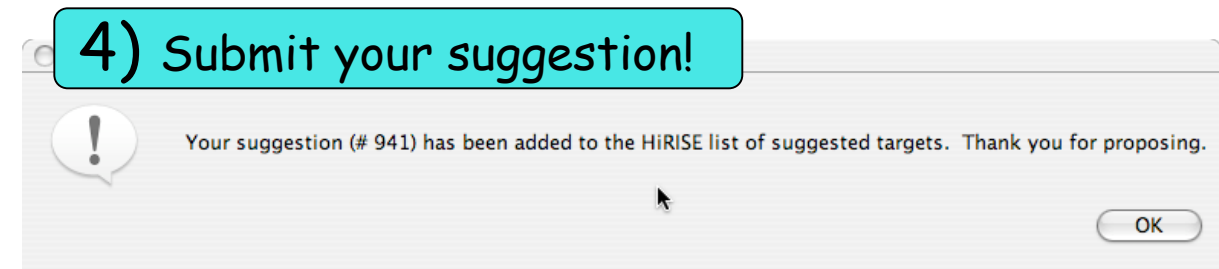 4) Submit your suggestion!
Your suggestion (# 941) has been added to the HiRISE list of suggested targets.  Thank you for proposing.
OK